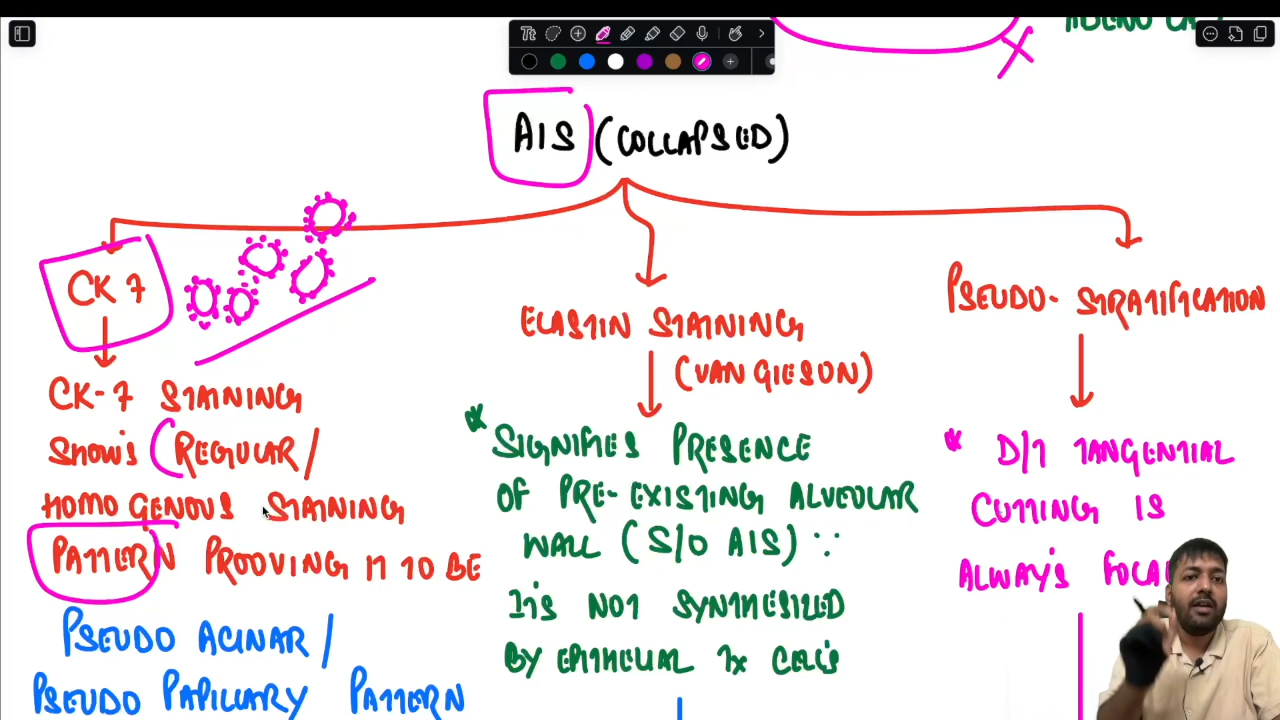 AIS (COLLAPSED)
CK 7
CK-7 STAINING
SHOWS (REGULAR/
HOMOGENOUS STAINING
PATTERN PROOVING IT TO BE
PSEUDO ACINAR/
PSEUDO PAPILLARY PATTERN
ELASTIN STAINING
(VAN GIESON)
* SIGNIFIES PRESENCE
OF PRE-EXISTING ALVEOLAR
WALL (S/O AIS) ∵
IT IS NOT SYNTHESIZED
BY EPITHELIAL Tx CELLS
PSEUDO-STRATIFICATION
* D/T TANGENTIAL
CUTTING IS
ALWAYS